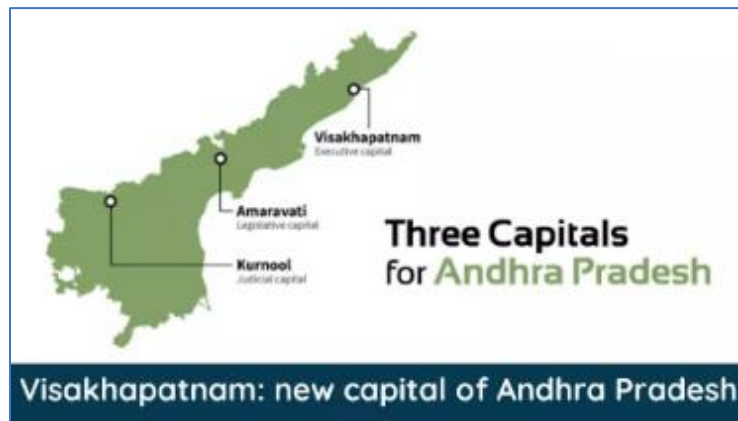 Visakhapatnam
Executive capital
Amaravati
Legislative capital
Kurnool
Judicial capital
Three Capitals
for Andhra Pradesh
Visakhapatnam: new capital of Andhra Pradesh